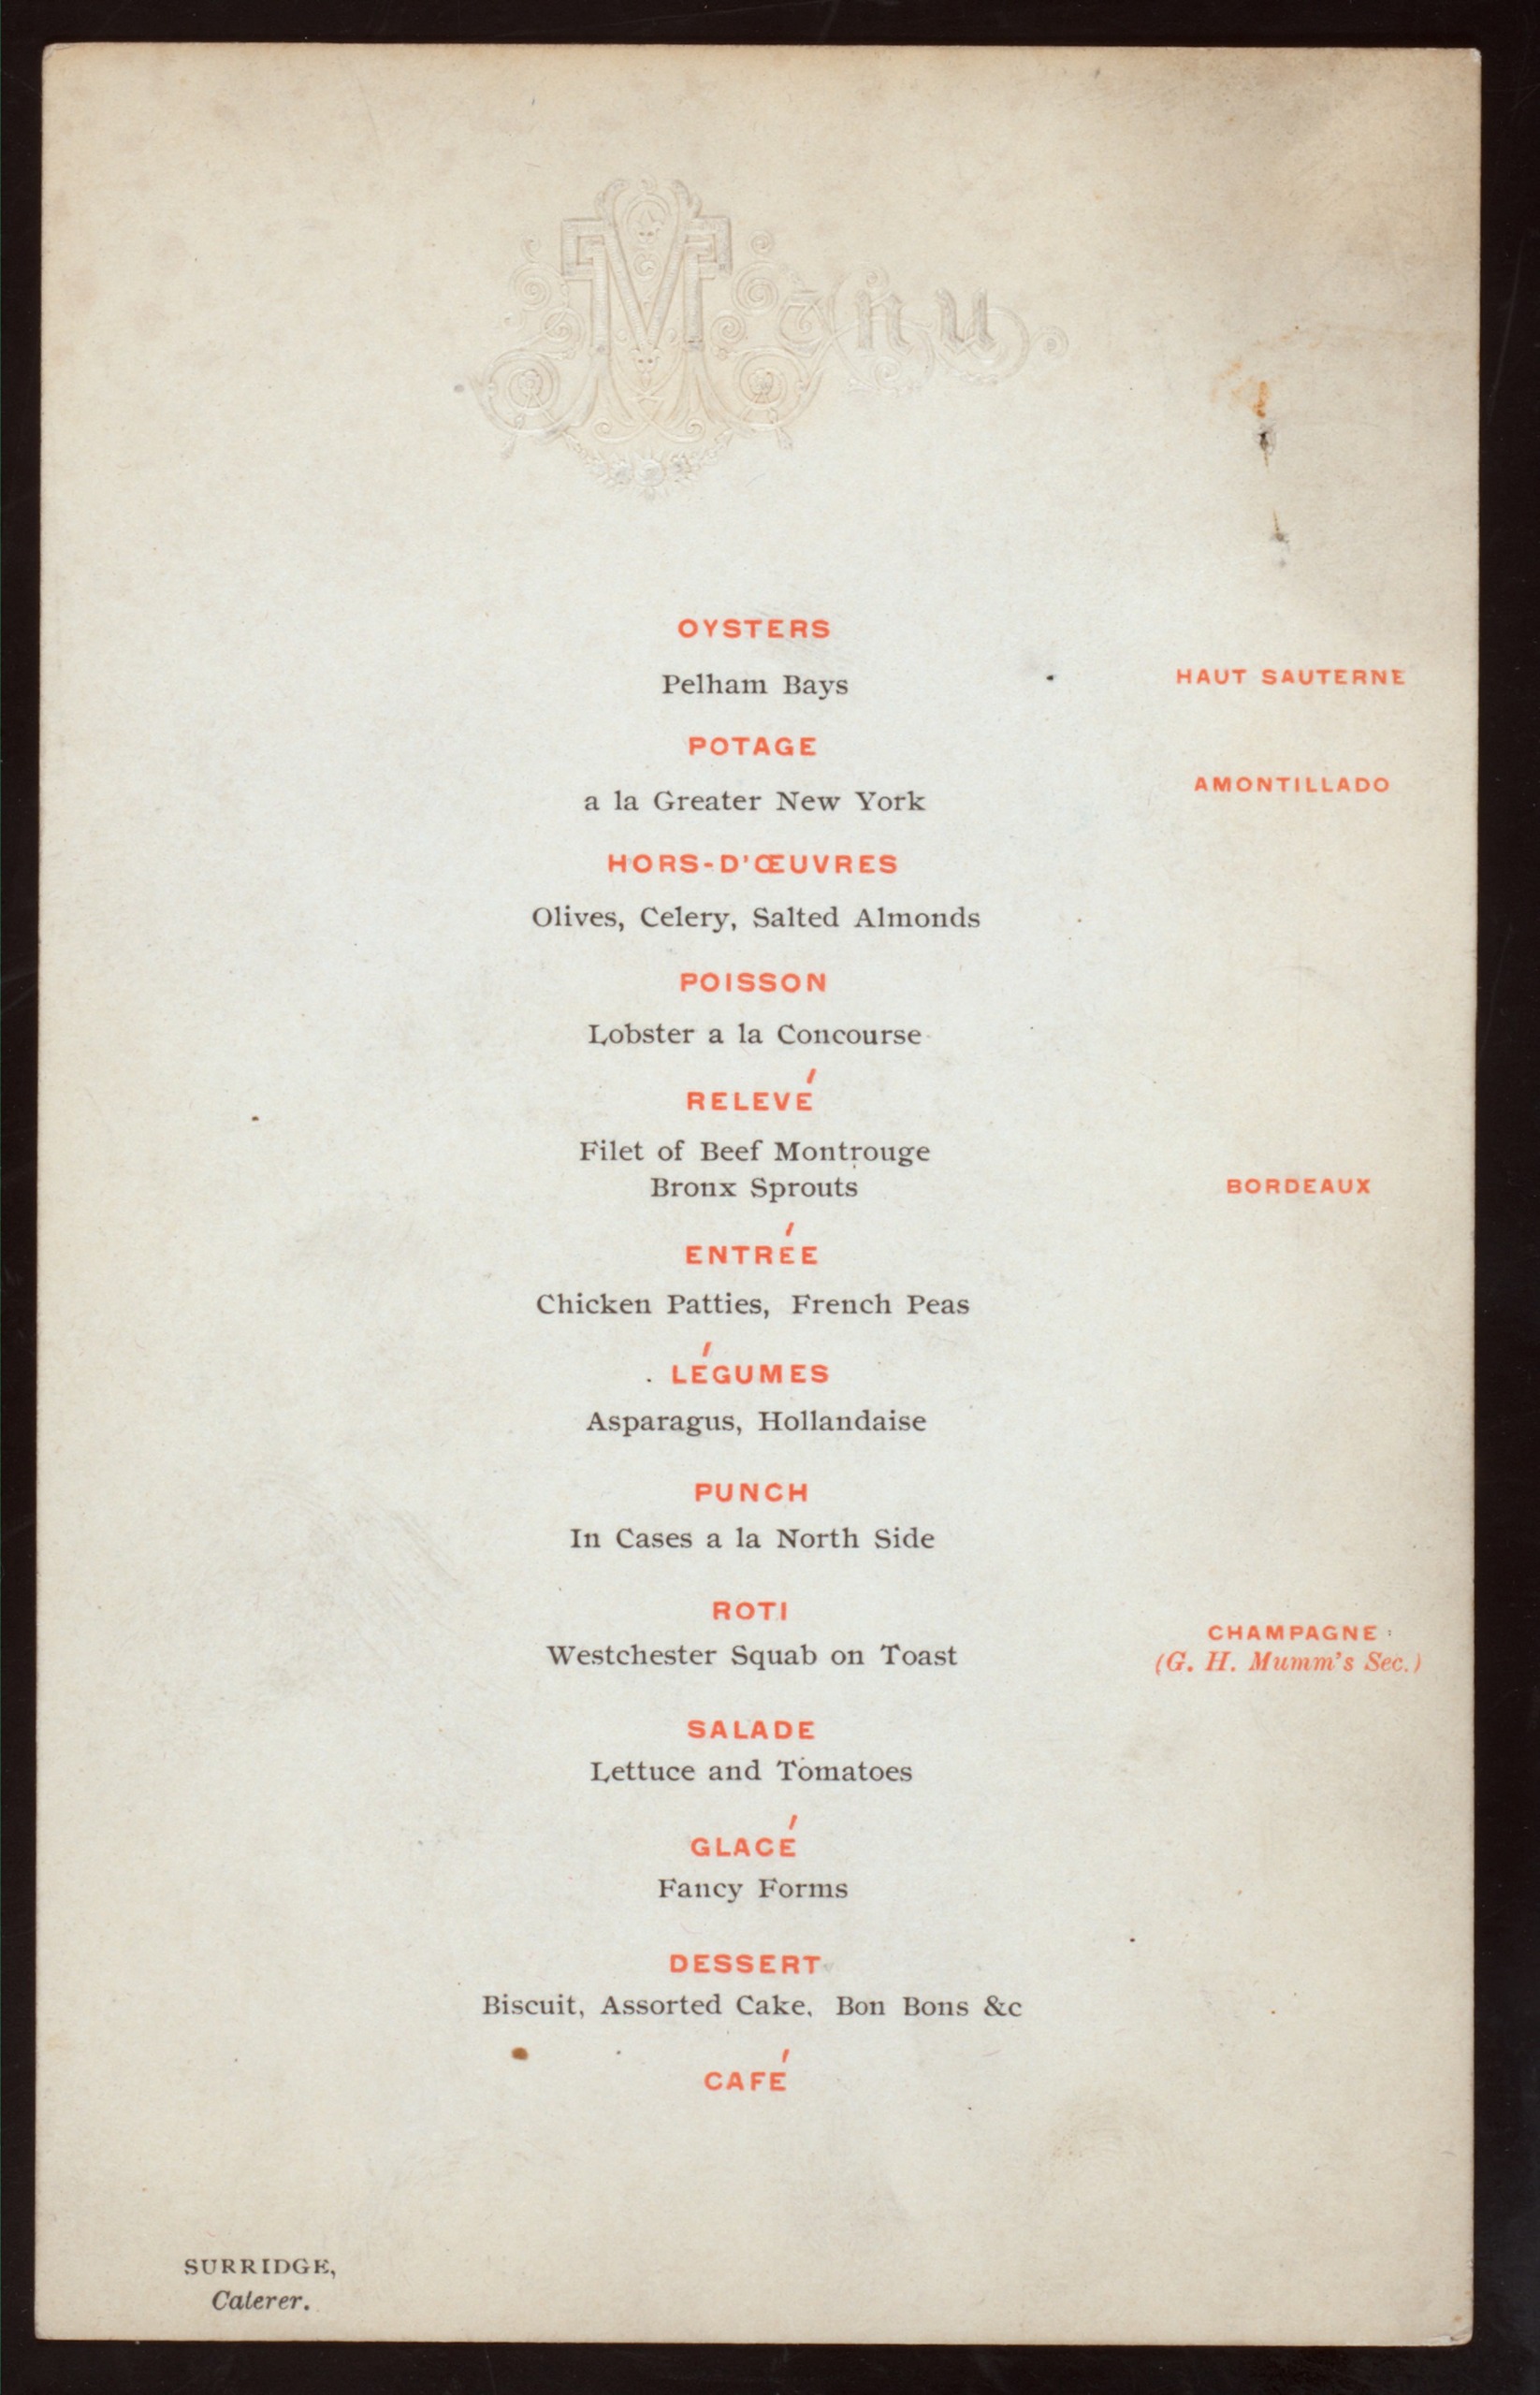 Menu.
OYSTERS
Pelham Bays
HAUT SAUTERNE
POTAGE
a la Greater New York
AMONTILLADO
HORS-D'ŒUVRES
Olives, Celery, Salted Almonds
POISSON
Lobster a la Concourse
RELEVÉ
Filet of Beef Montrouge
Bronx Sprouts
BORDEAUX
ENTRÉE
Chicken Patties, French Peas
LÉGUMES
Asparagus, Hollandaise
PUNCH
In Cases a la North Side
ROTI
Westchester Squab on Toast
CHAMPAGNE
(G. H. Mumm's Sec.)
SALADE
Lettuce and Tomatoes
GLACÉ
Fancy Forms
DESSERT
Biscuit, Assorted Cake, Bon Bons &c
CAFÉ
SURRIDGE,
Caterer.